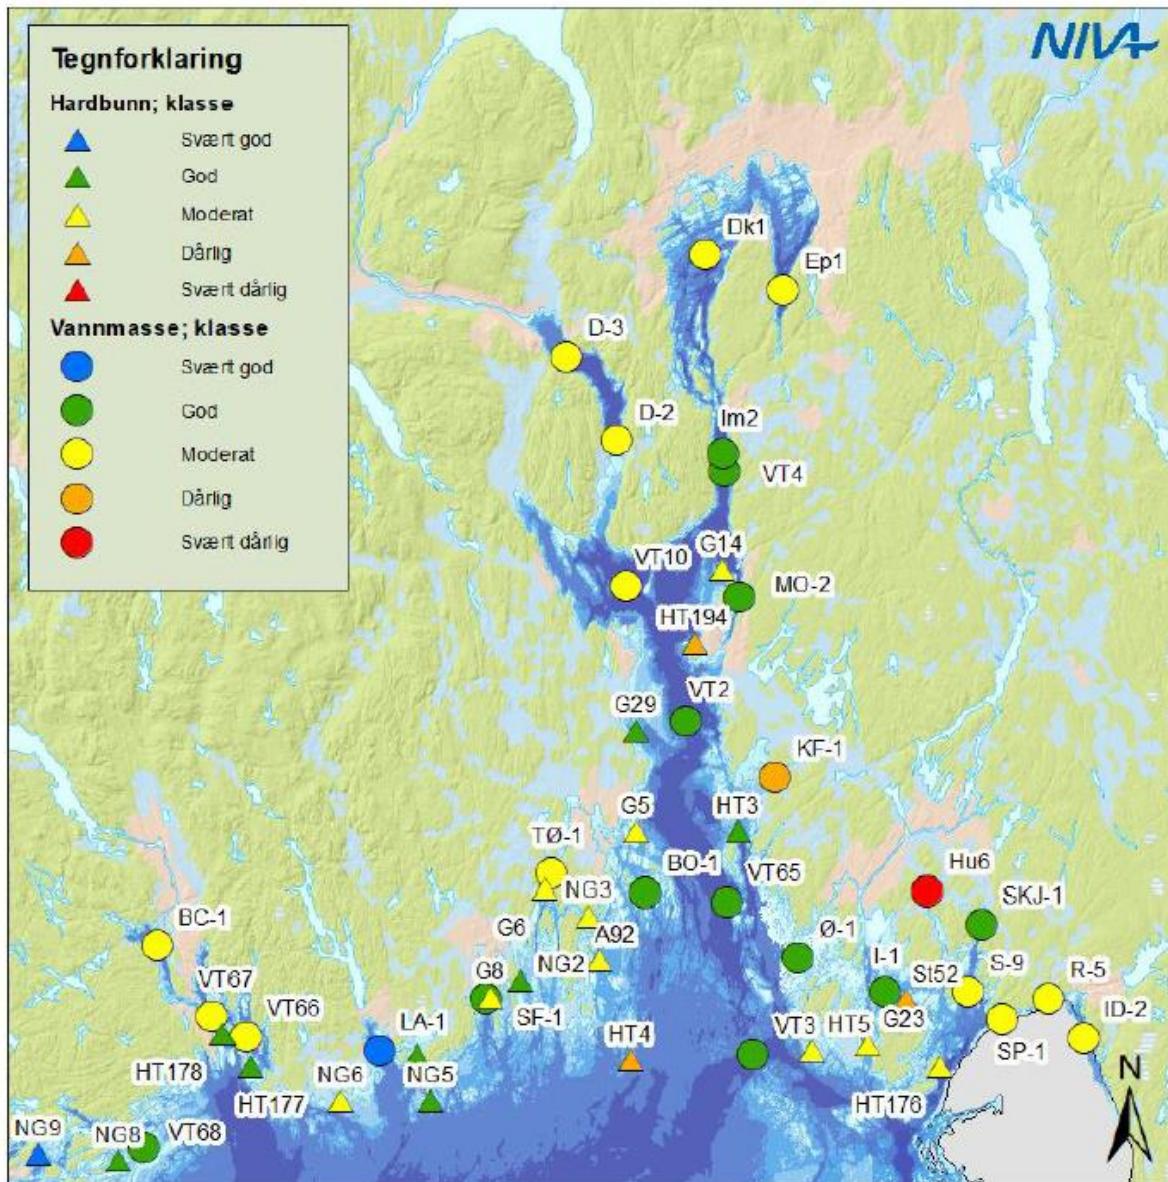 NIVA
Tegnforklaring
Hardbunn; klasse
Svært god
God
Moderat
Dårlig
Svært dårlig
Vannmasse; klasse
Svært god
God
Moderat
Dårlig
Svært dårlig
Dk1
Ep1
D-3
D-2
Im2
VT4
G14
VT10
MO-2
HT194
VT2
G29
KF-1
G5
HT3
TØ-1
BO-1
VT65
Hu6
NG3
SKJ-1
BC-1
G6
A92
Ø-1
I-1
NG2
G8
St52
S-9
R-5
VT67
VT66
SF-1
G23
LA-1
HT4
VT3
HT5
SP-1
ID-2
HT178
NG6
NG5
HT177
HT176
N
NG9
NG8
VT68